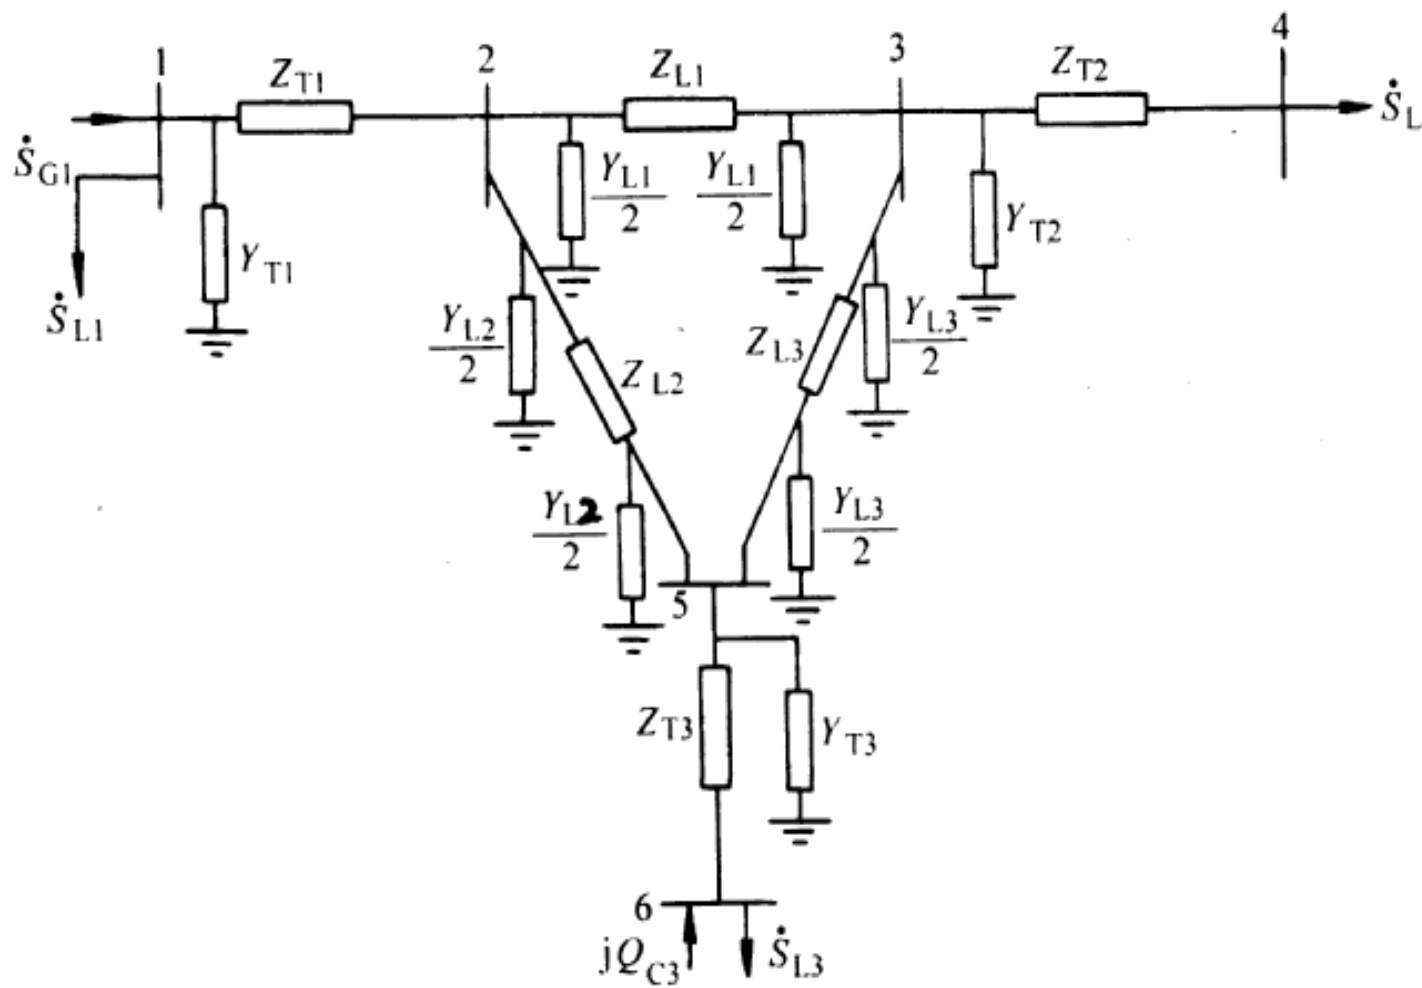 1
Z_T1
2
Z_L1
3
Z_T2
4
Ṡ_G1
Ṡ_L
Y_L1/2
Y_L1/2
Y_T1
Y_T2
Ṡ_L1
Y_L2/2
Z_L2
Z_L3
Y_L3/2
Y_L2/2
Y_L3/2
5
Z_T3
Y_T3
6
jQ_C3
Ṡ_L3